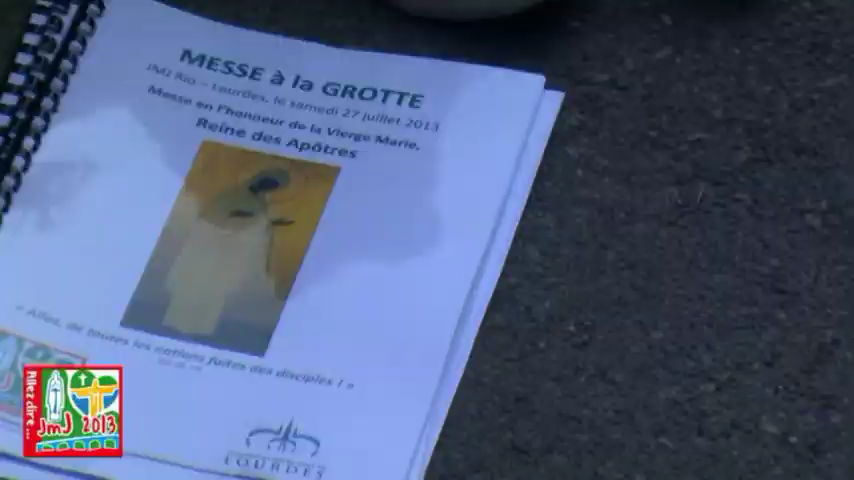 MESSE à la GROTTE
JMJ Rio – Lourdes, le samedi 27 juillet 2013
Messe en l'honneur de la Vierge Marie,
Reine des Apôtres
« Allez, de toutes les nations faites des disciples ! »
LOURDES
Allez dire...
JMJ 2013